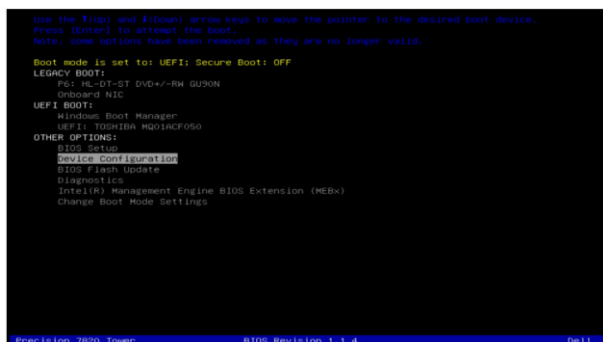 Use the ↑(Up) and ↓(Down) arrow keys to move the pointer to the desired boot device.
Press [Enter] to attempt the boot.
Note: some options have been removed as they are no longer valid.
Boot mode is set to: UEFI; Secure Boot: OFF
LEGACY BOOT:
P6: HL-DT-ST DVD+/-RW GU90N
Onboard NIC
UEFI BOOT:
Windows Boot Manager
UEFI: TOSHIBA MQ01ACF050
OTHER OPTIONS:
BIOS Setup
Device Configuration
BIOS Flash Update
Diagnostics
Intel(R) Management Engine BIOS Extension (MEBx)
Change Boot Mode Settings
Precision 7820 Tower BIOS Revision 1.1.4 Dell